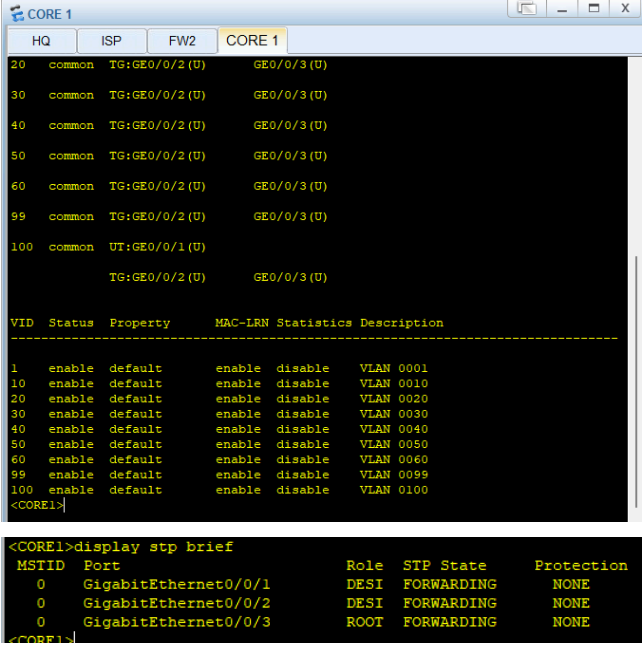 CORE 1
HQ ISP FW2 CORE 1
20 common TG:GE0/0/2(U) GE0/0/3(U)
30 common TG:GE0/0/2(U) GE0/0/3(U)
40 common TG:GE0/0/2(U) GE0/0/3(U)
50 common TG:GE0/0/2(U) GE0/0/3(U)
60 common TG:GE0/0/2(U) GE0/0/3(U)
99 common TG:GE0/0/2(U) GE0/0/3(U)
100 common UT:GE0/0/1(U)
TG:GE0/0/2(U) GE0/0/3(U)
VID Status Property MAC-LRN Statistics Description
--------------------------------------------------------------------------------
1 enable default enable disable VLAN 0001
10 enable default enable disable VLAN 0010
20 enable default enable disable VLAN 0020
30 enable default enable disable VLAN 0030
40 enable default enable disable VLAN 0040
50 enable default enable disable VLAN 0050
60 enable default enable disable VLAN 0060
99 enable default enable disable VLAN 0099
100 enable default enable disable VLAN 0100
<CORE1>
<CORE1>display stp brief
MSTID Port Role STP State Protection
0 GigabitEthernet0/0/1 DESI FORWARDING NONE
0 GigabitEthernet0/0/2 DESI FORWARDING NONE
0 GigabitEthernet0/0/3 ROOT FORWARDING NONE
<CORE1>